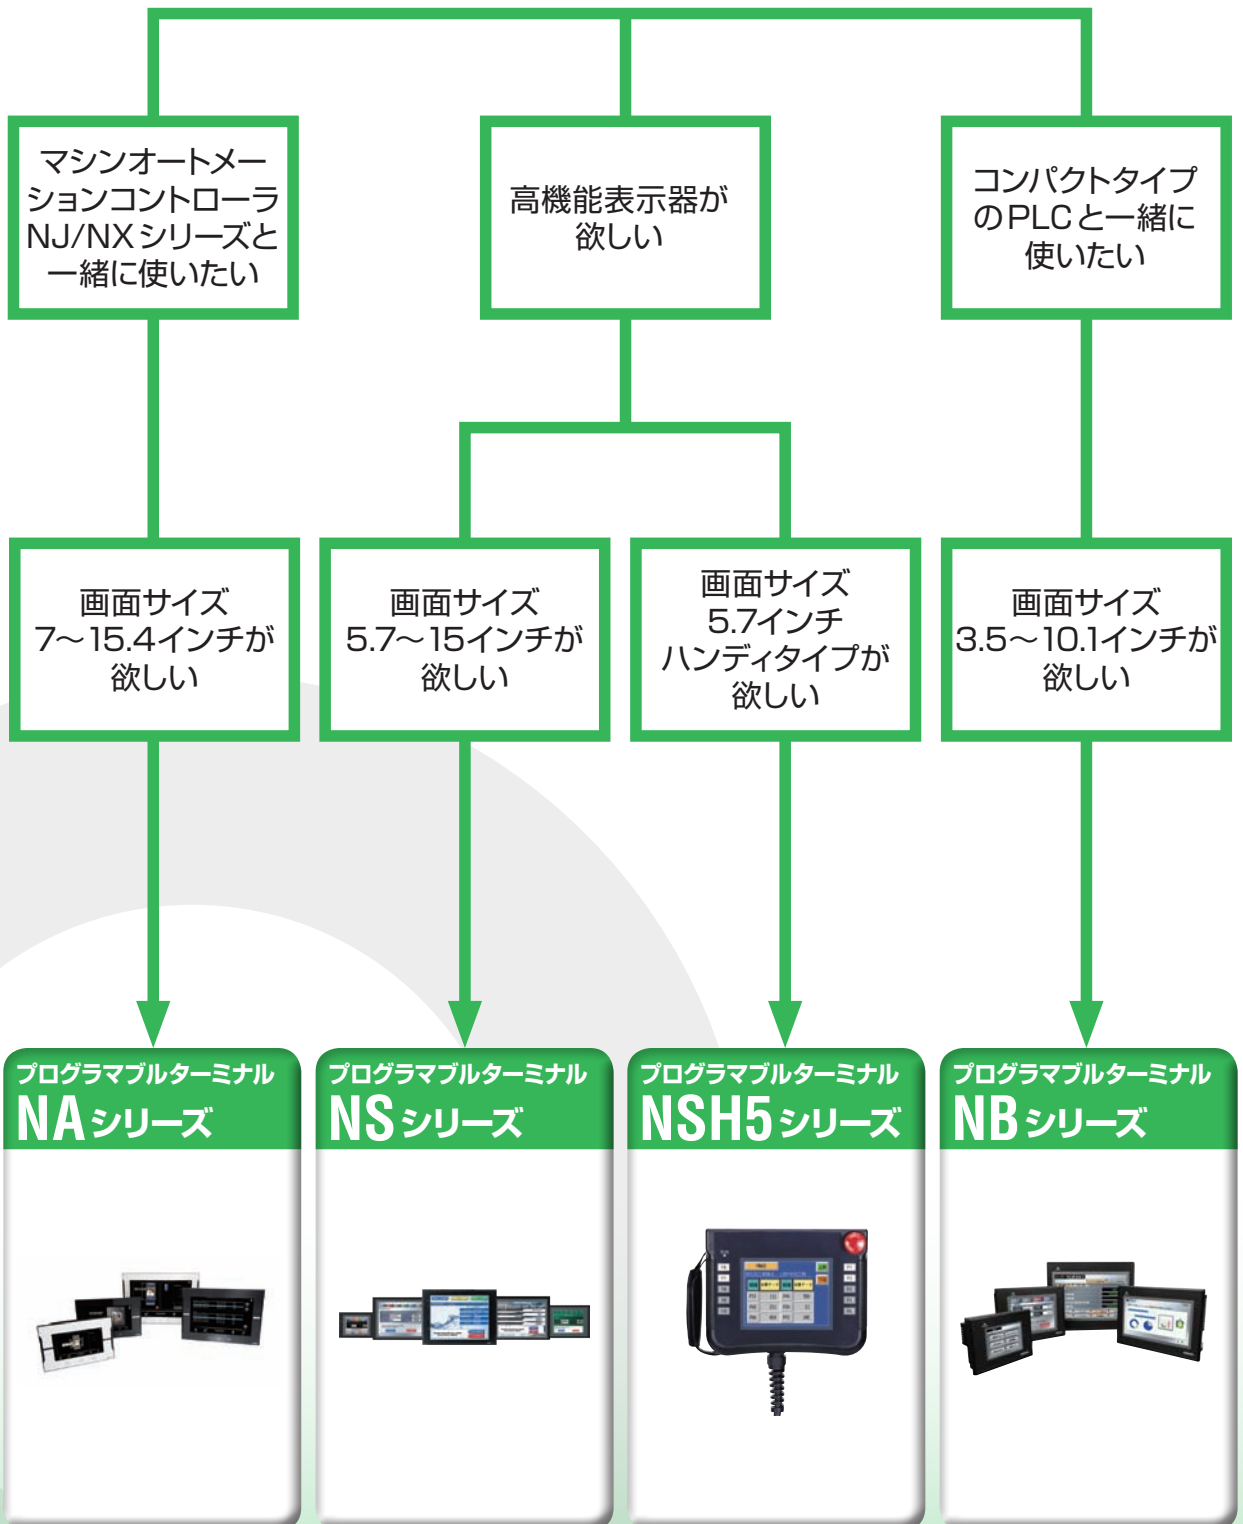 マシンオートメー
ションコントローラ
NJ/NXシリーズと
一緒に使いたい
高機能表示器が
欲しい
コンパクトタイプ
のPLCと一緒に
使いたい
画面サイズ
7〜15.4インチが
欲しい
画面サイズ
5.7〜15インチが
欲しい
画面サイズ
5.7インチ
ハンディタイプが
欲しい
画面サイズ
3.5〜10.1インチが
欲しい
プログラマブルターミナル
NAシリーズ
プログラマブルターミナル
NSシリーズ
プログラマブルターミナル
NSH5シリーズ
プログラマブルターミナル
NBシリーズ